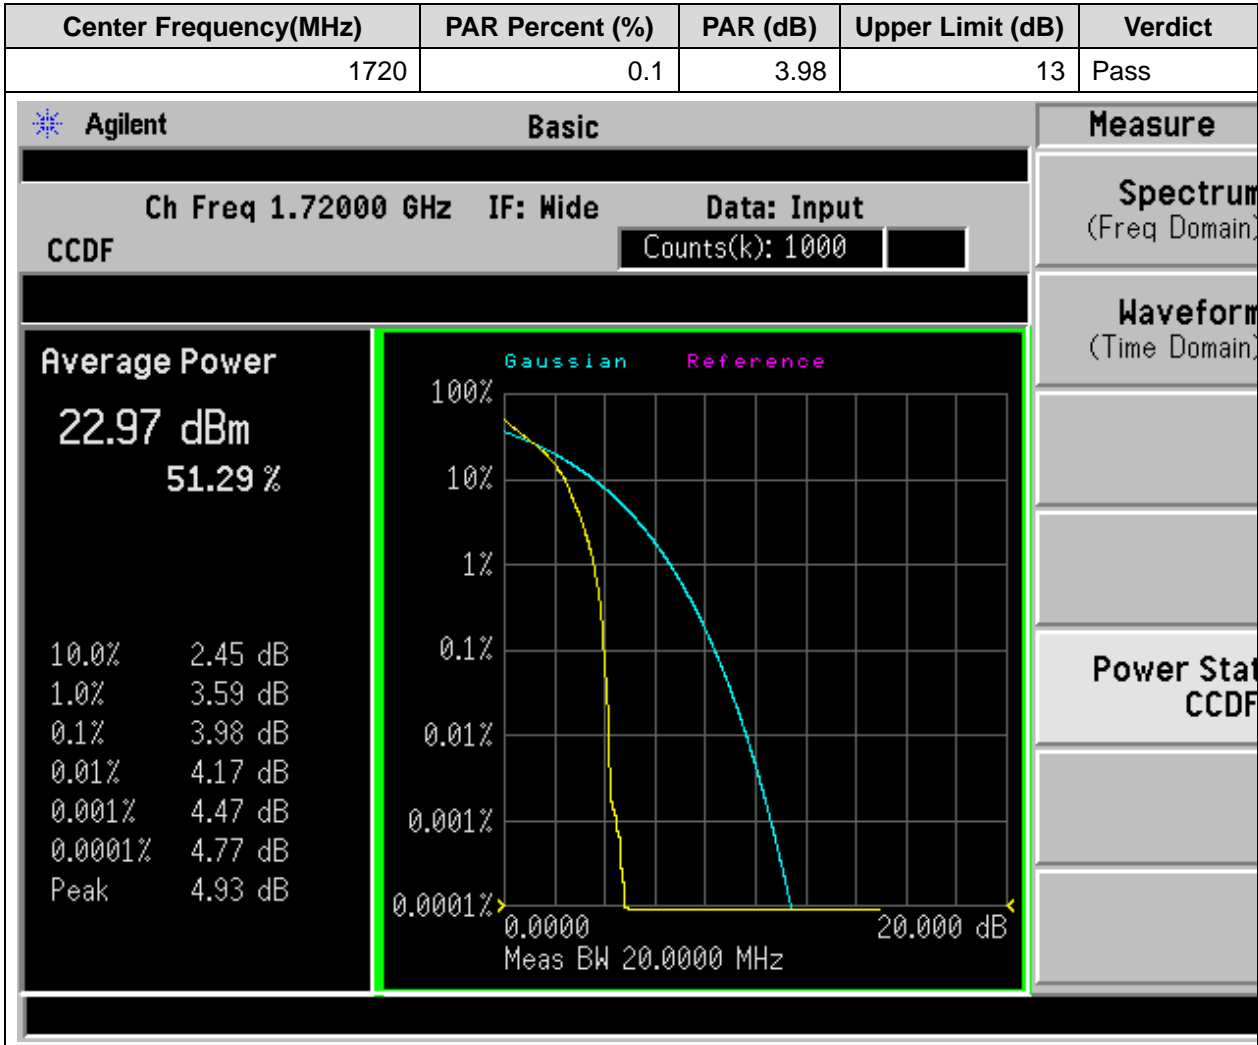 Center Frequency(MHz) PAR Percent (%) PAR (dB) Upper Limit (dB) Verdict
1720 0.1 3.98 13 Pass
Agilent Basic Measure
Ch Freq 1.72000 GHz IF: Wide Data: Input
CCDF Counts(k): 1000
Spectrum
(Freq Domain)
Waveform
(Time Domain)
Power Stat
CCDF
Average Power
22.97 dBm
51.29 %
10.0% 2.45 dB
1.0% 3.59 dB
0.1% 3.98 dB
0.01% 4.17 dB
0.001% 4.47 dB
0.0001% 4.77 dB
Peak 4.93 dB
Gaussian Reference
100%
10%
1%
0.1%
0.01%
0.001%
0.0001%
0.0000 20.000 dB
Meas BW 20.0000 MHz